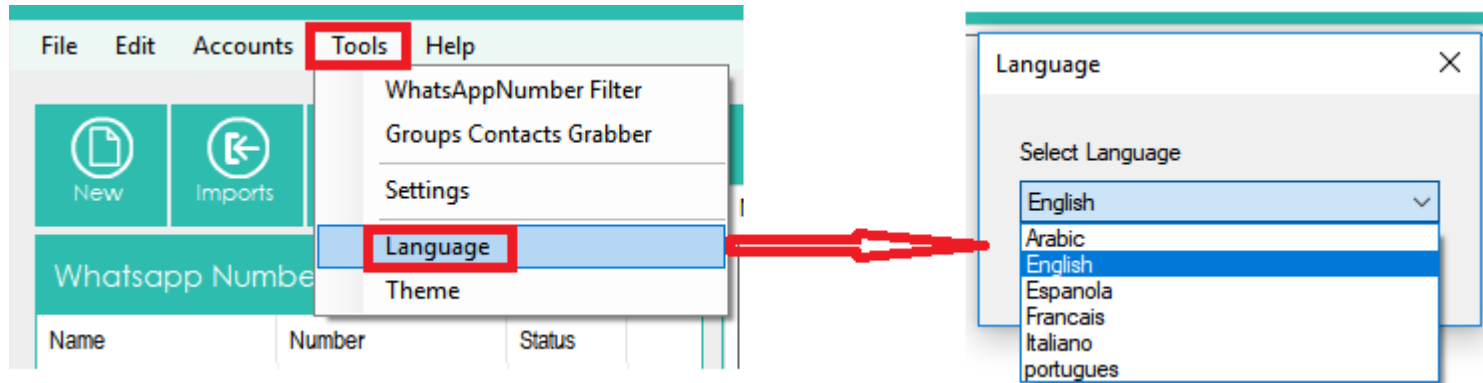 File Edit Accounts Tools Help
WhatsAppNumber Filter
Groups Contacts Grabber
Settings
Language
Theme
New Imports
Whatsapp Numbe
Name Number Status
Language
Select Language
English
Arabic
English
Espanola
Francais
Italiano
portugues